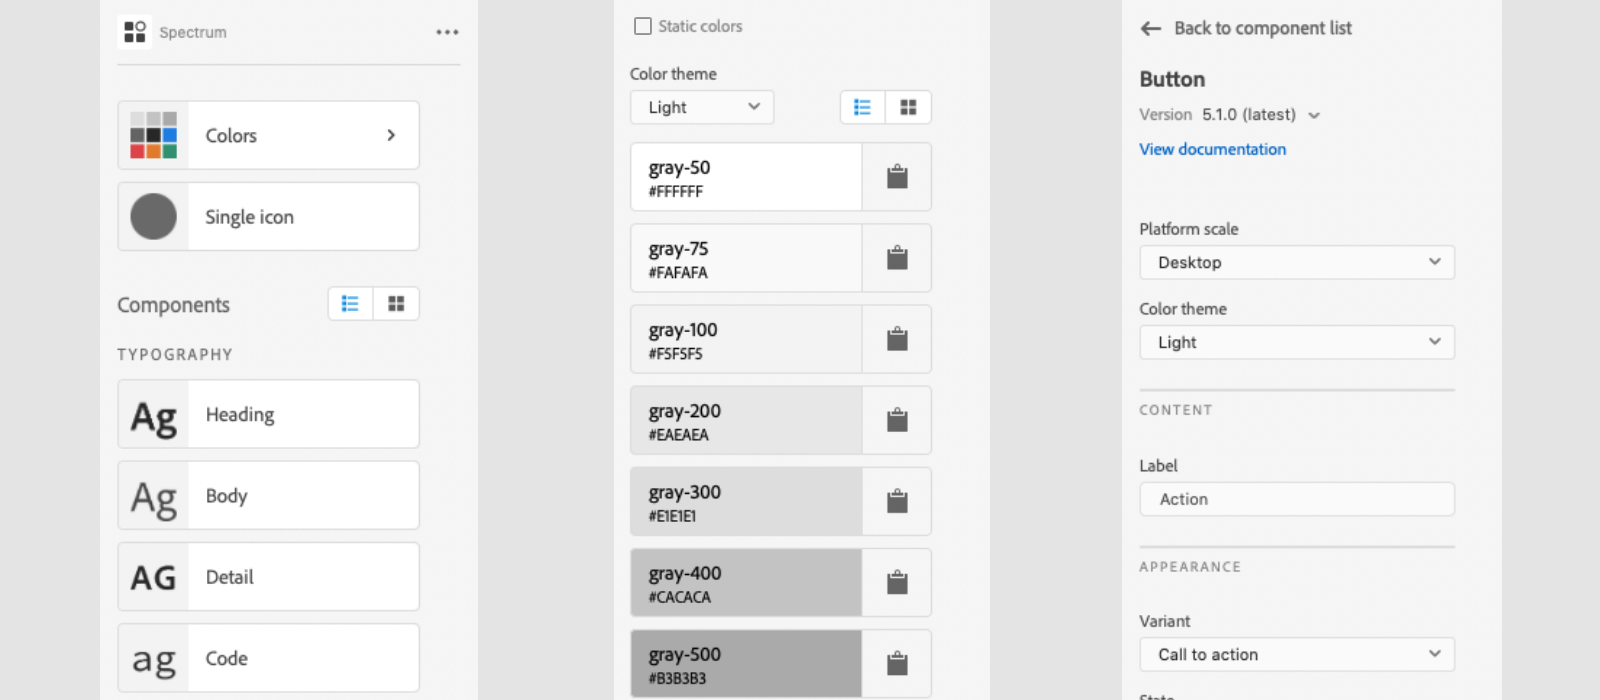 Spectrum
Colors
Single icon
Components
TYPOGRAPHY
Ag Heading
Ag Body
AG Detail
ag Code
Static colors
Color theme
Light
gray-50
#FFFFFF
gray-75
#FAFAFA
gray-100
#F5F5F5
gray-200
#EAEAEA
gray-300
#E1E1E1
gray-400
#CACACA
gray-500
#B3B3B3
Back to component list
Button
Version 5.1.0 (latest)
View documentation
Platform scale
Desktop
Color theme
Light
CONTENT
Label
Action
APPEARANCE
Variant
Call to action
State